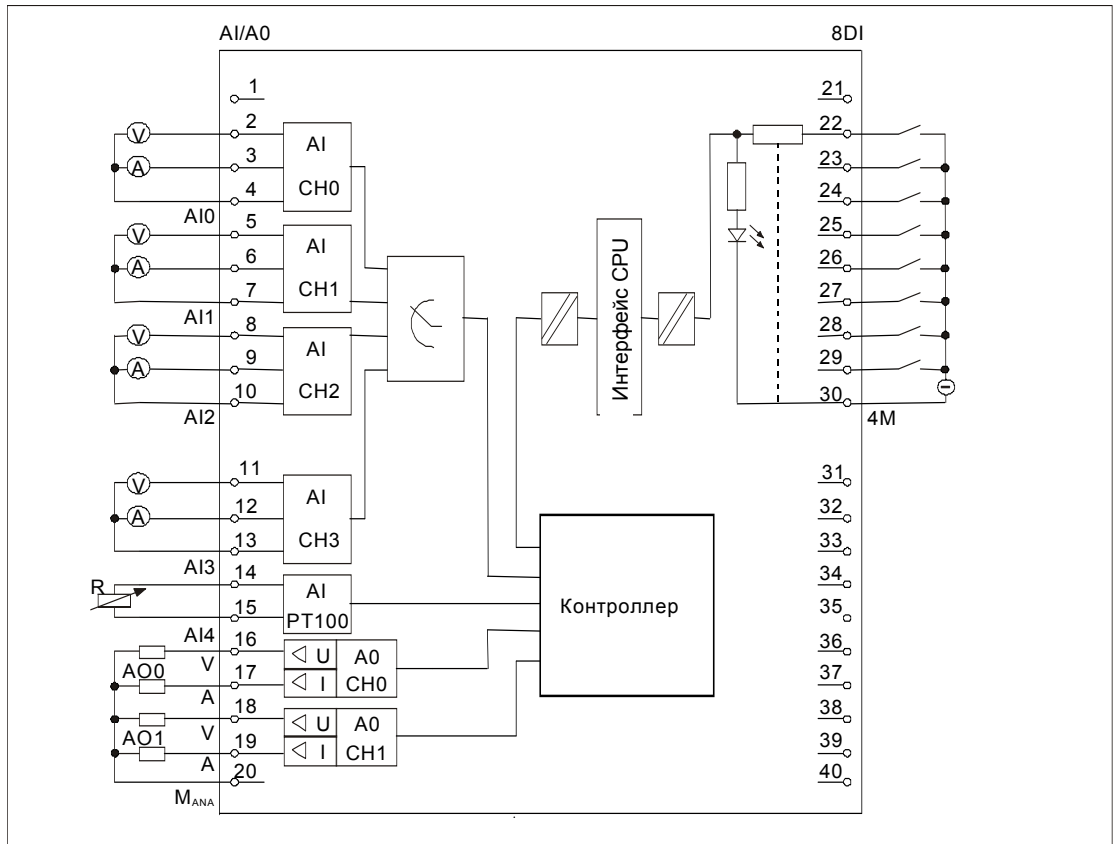 AI/A0
8DI
1
21
2
22
V
AI
3
23
A
CH0
4
24
AI0
5
25
V
AI
6
26
A
CH1
7
27
AI1
8
28
V
AI
9
29
A
CH2
10
30
AI2
4M
Интерфейс CPU
11
31
V
AI
12
32
A
CH3
13
33
AI3
14
34
R
AI
15
35
PT100
Контроллер
AI4
16
36
V
U
A0
AO0
17
37
A
I
CH0
18
38
V
U
A0
AO1
19
39
A
I
CH1
20
40
MANA